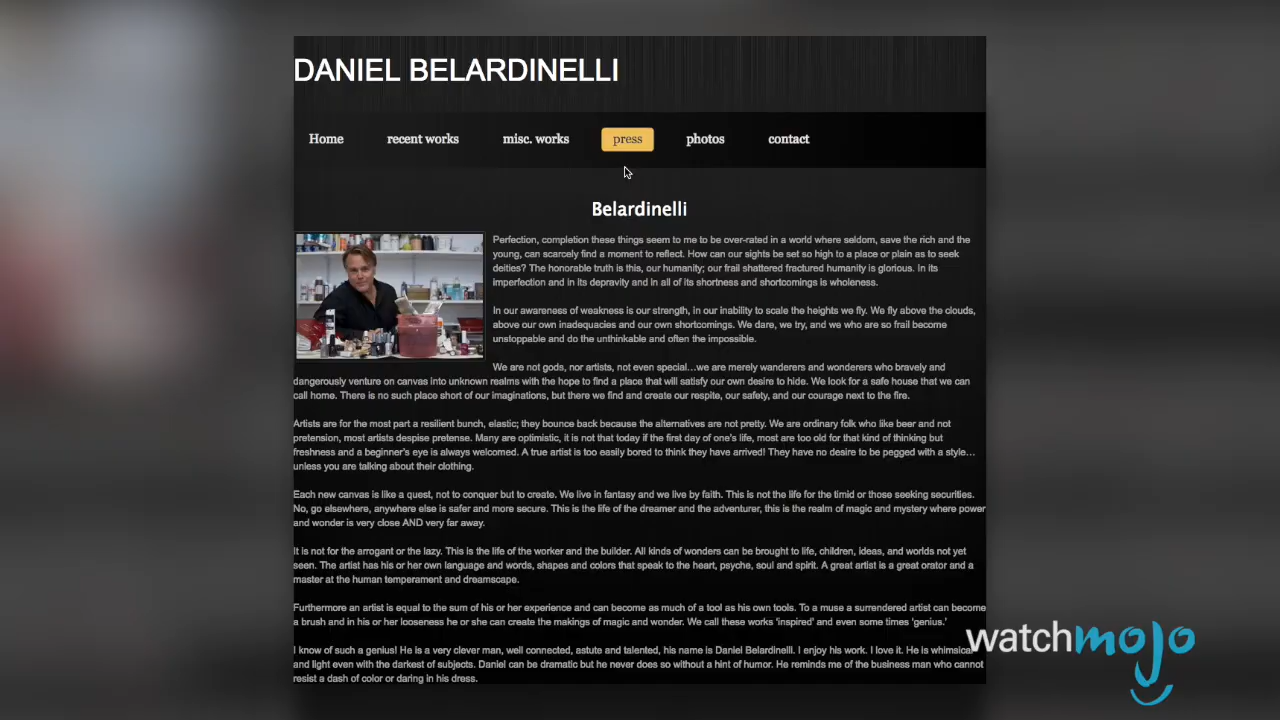 DANIEL BELARDINELLI
Home recent works misc. works press photos contact
Belardinelli
Perfection, completion these things seem to me to be over-rated in a world where seldom, save the rich and the
young, can scarcely find a moment to reflect. How can our sights be set so high to a place or plain as to seek
deities? The honorable truth is this, our humanity; our frail shattered fractured humanity is glorious. In its
imperfection and in its depravity and in all of its shortness and shortcomings is wholeness.
In our awareness of weakness is our strength, in our inability to scale the heights we fly. We fly above the clouds,
above our own inadequacies and our own shortcomings. We dare, we try, and we who are so frail become
unstoppable and do the unthinkable and often the impossible.
We are not gods, nor artists, not even special…we are merely wanderers and wonderers who bravely and
dangerously venture on canvas into unknown realms with the hope to find a place that will satisfy our own desire to hide. We look for a safe house that we can
call home. There is no such place short of our imaginations, but there we find and create our respite, our safety, and our courage next to the fire.
Artists are for the most part a resilient bunch, elastic; they bounce back because the alternatives are not pretty. We are ordinary folk who like beer and not
pretension, most artists despise pretense. Many are optimistic, it is not that today if the first day of one's life, most are too old for that kind of thinking but
freshness and a beginner's eye is always welcomed. A true artist is too easily bored to think they have arrived! They have no desire to be pegged with a style…
unless you are talking about their clothing.
Each new canvas is like a quest, not to conquer but to create. We live in fantasy and we live by faith. This is not the life for the timid or those seeking securities.
No, go elsewhere, anywhere else is safer and more secure. This is the life of the dreamer and the adventurer, this is the realm of magic and mystery where power
and wonder is very close AND very far away.
It is not for the arrogant or the lazy. This is the life of the worker and the builder. All kinds of wonders can be brought to life, children, ideas, and worlds not yet
seen. The artist has his or her own language and words, shapes and colors that speak to the heart, psyche, soul and spirit. A great artist is a great orator and a
master at the human temperament and dreamscape.
Furthermore an artist is equal to the sum of his or her experience and can become as much of a tool as his own tools. To a muse a surrendered artist can become
a brush and in his or her looseness he or she can create the makings of magic and wonder. We call these works 'inspired' and even some times 'genius.'
I know of such a genius! He is a very clever man, well connected, astute and talented, his name is Daniel Belardinelli. I enjoy his work. I love it. He is whimsical
and light even with the darkest of subjects. Daniel can be dramatic but he never does so without a hint of humor. He reminds me of the business man who cannot
resist a dash of color or daring in his dress.
watchmojo